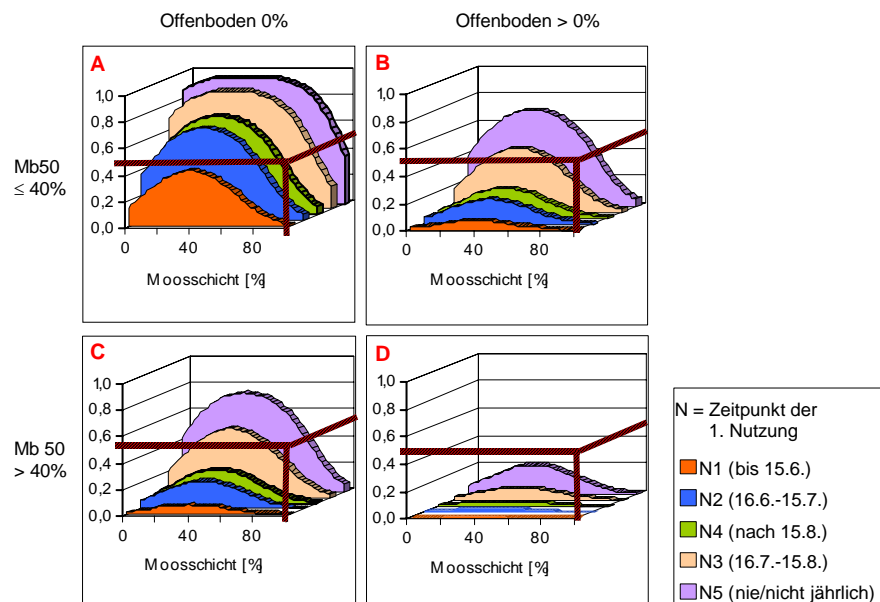 Offenboden 0%
Offenboden > 0%
Mb50
≤ 40%
A
1,0
0,8
0,6
0,4
0,2
0,0
0
40
80
Moosschicht [%]
B
1,0
0,8
0,6
0,4
0,2
0,0
0
40
80
Moosschicht [%]
Mb 50
> 40%
C
1,0
0,8
0,6
0,4
0,2
0,0
0
40
80
Moosschicht [%]
D
1,0
0,8
0,6
0,4
0,2
0,0
0
40
80
Moosschicht [%]
N = Zeitpunkt der
1. Nutzung
N1 (bis 15.6.)
N2 (16.6.-15.7.)
N4 (nach 15.8.)
N3 (16.7.-15.8.)
N5 (nie/nicht jährlich)